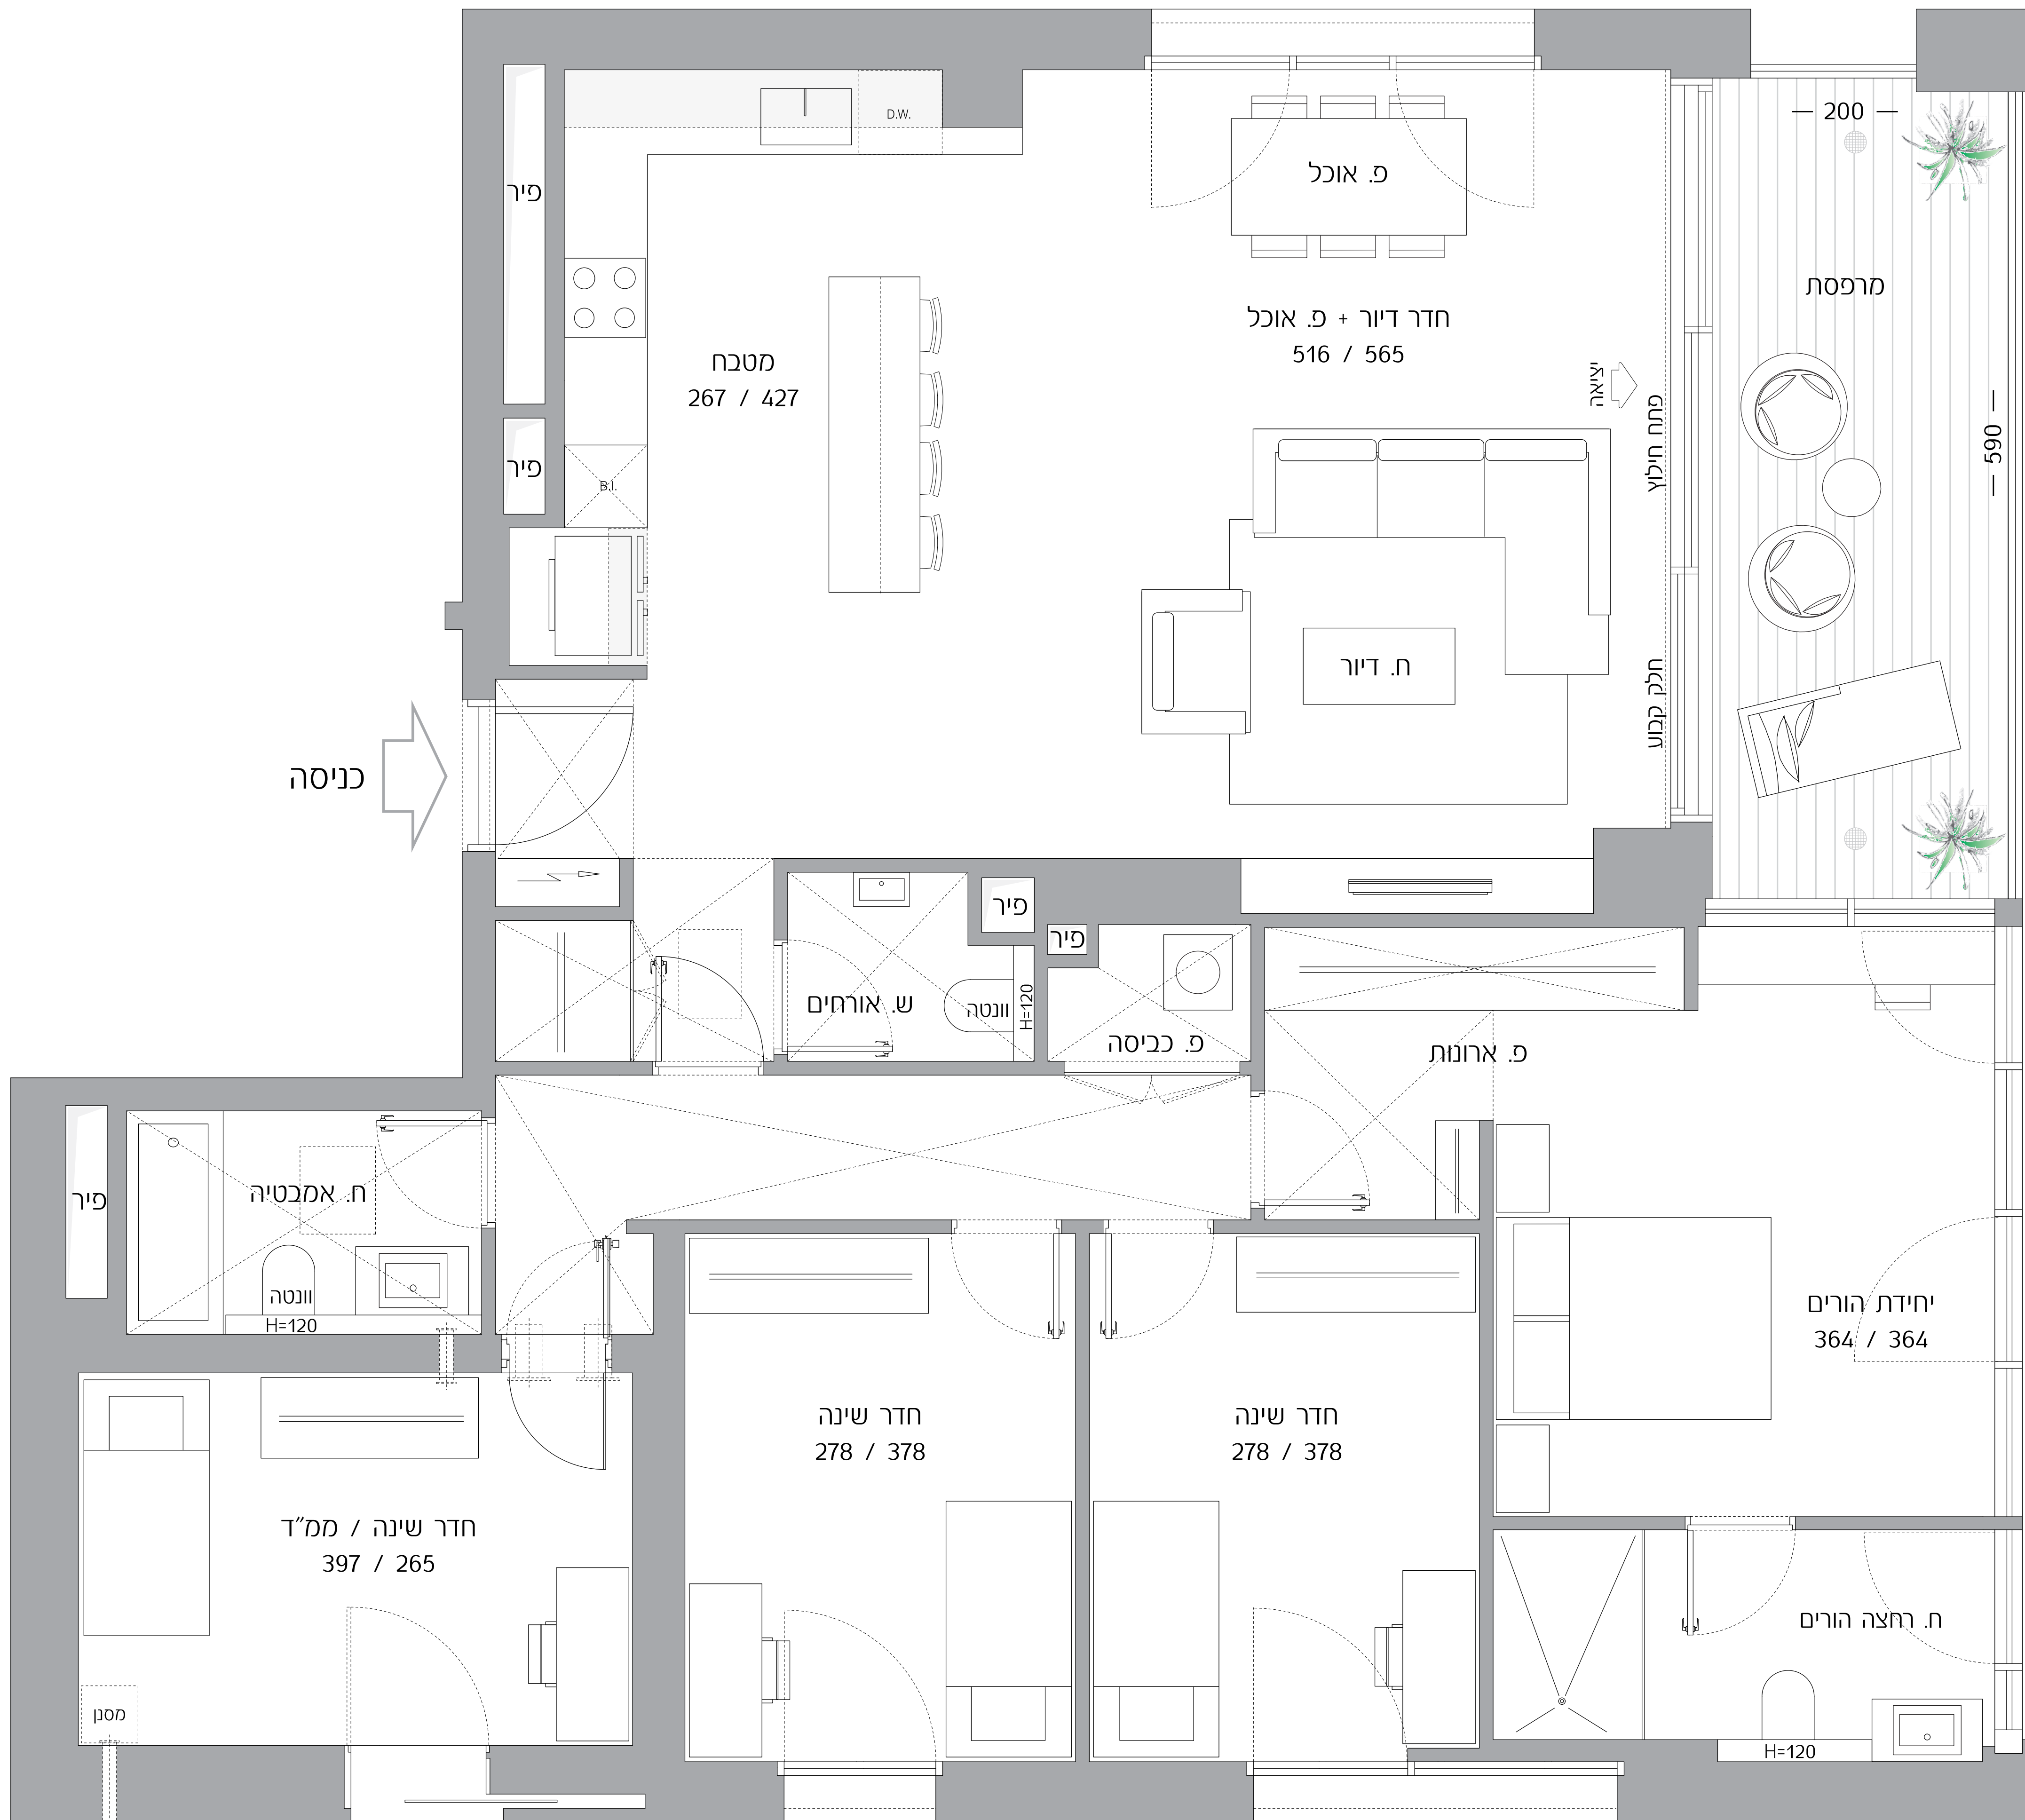 D.W.
— 200 —
פ. אוכל
פיר
מרפסת
חדר דיור + פ. אוכל
516 / 565
מטבח
267 / 427
יציאה
פתח חילוץ
— 590 —
פיר
B.I.
ח. דיור
חלק קבוע
כניסה
פיר
פיר
ש. אורחים
וונטה
H=120
פ. כביסה
פ. ארונות
פיר
ח. אמבטיה
וונטה
H=120
יחידת הורים
364 / 364
חדר שינה
278 / 378
חדר שינה
278 / 378
חדר שינה / ממ"ד
397 / 265
ח. רחצה הורים
מסנן
H=120